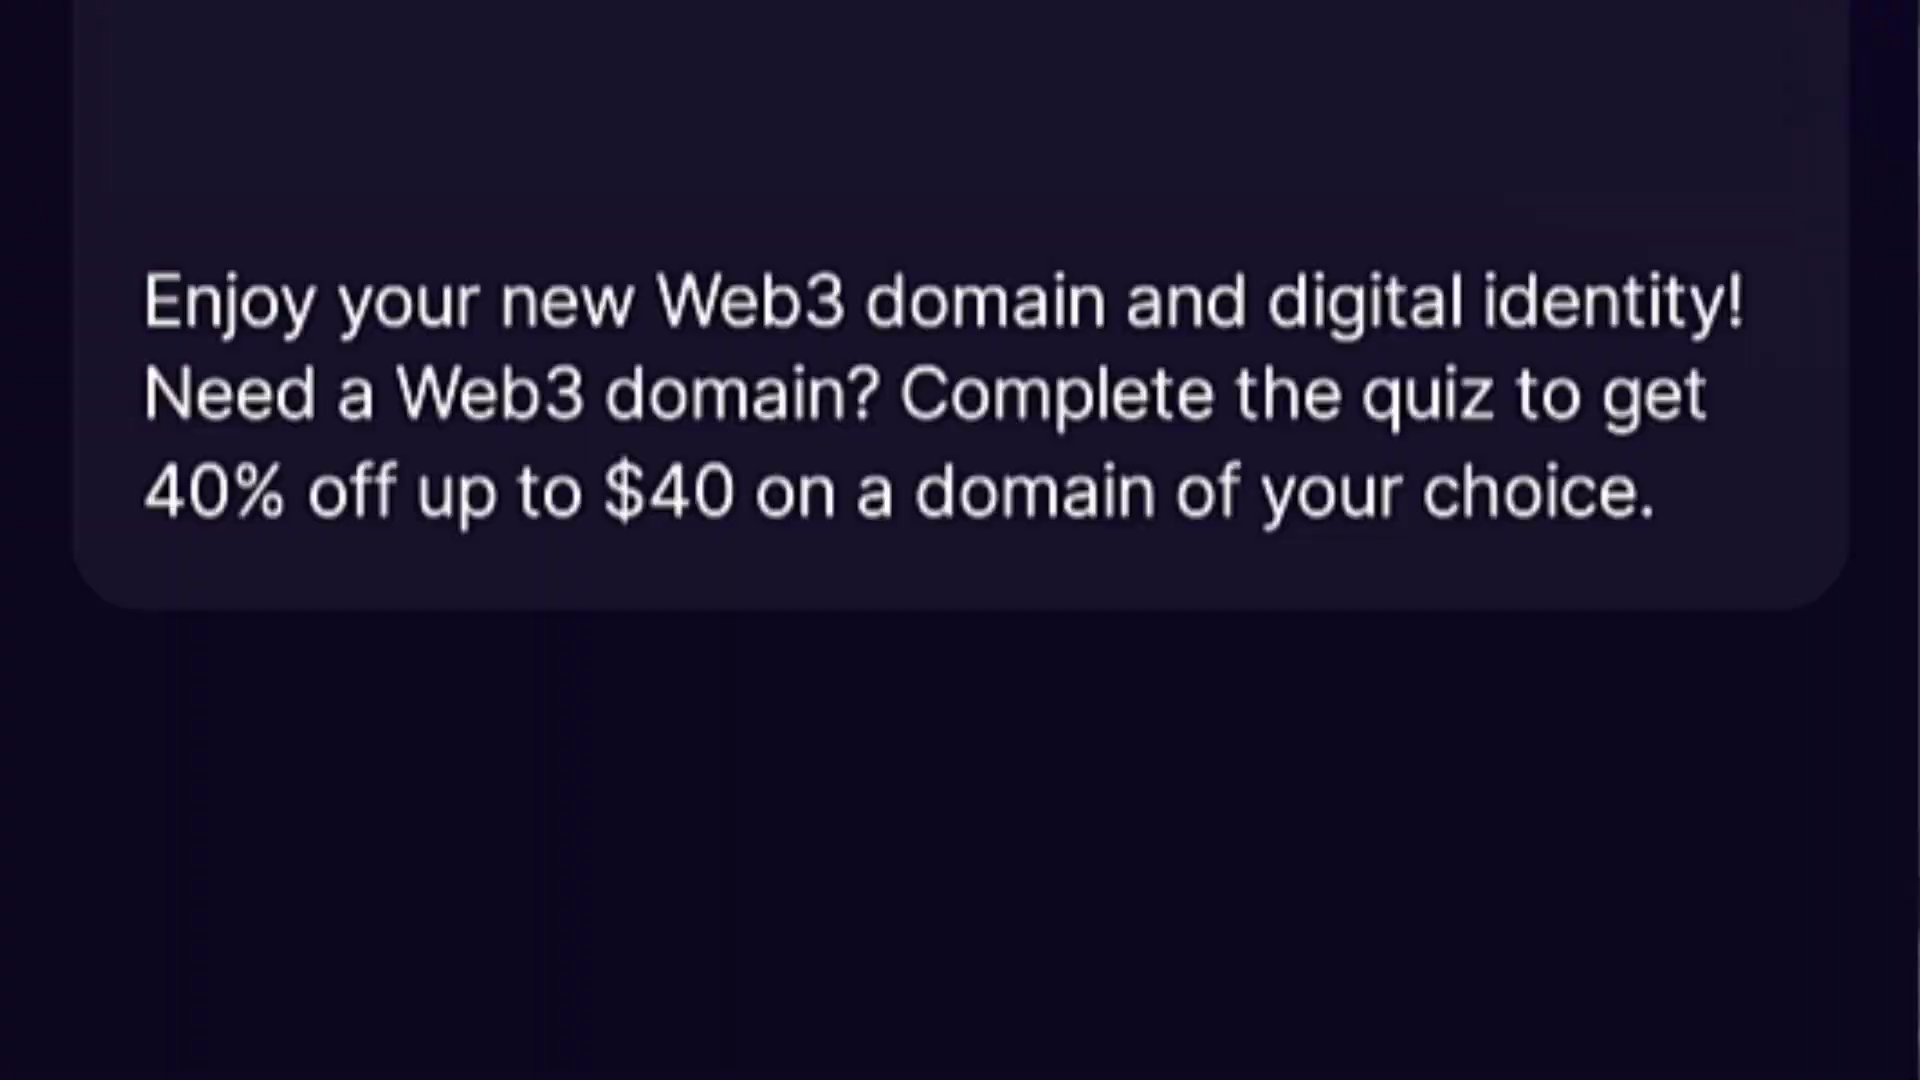 Enjoy your new Web3 domain and digital identity!
Need a Web3 domain? Complete the quiz to get
40% off up to $40 on a domain of your choice.